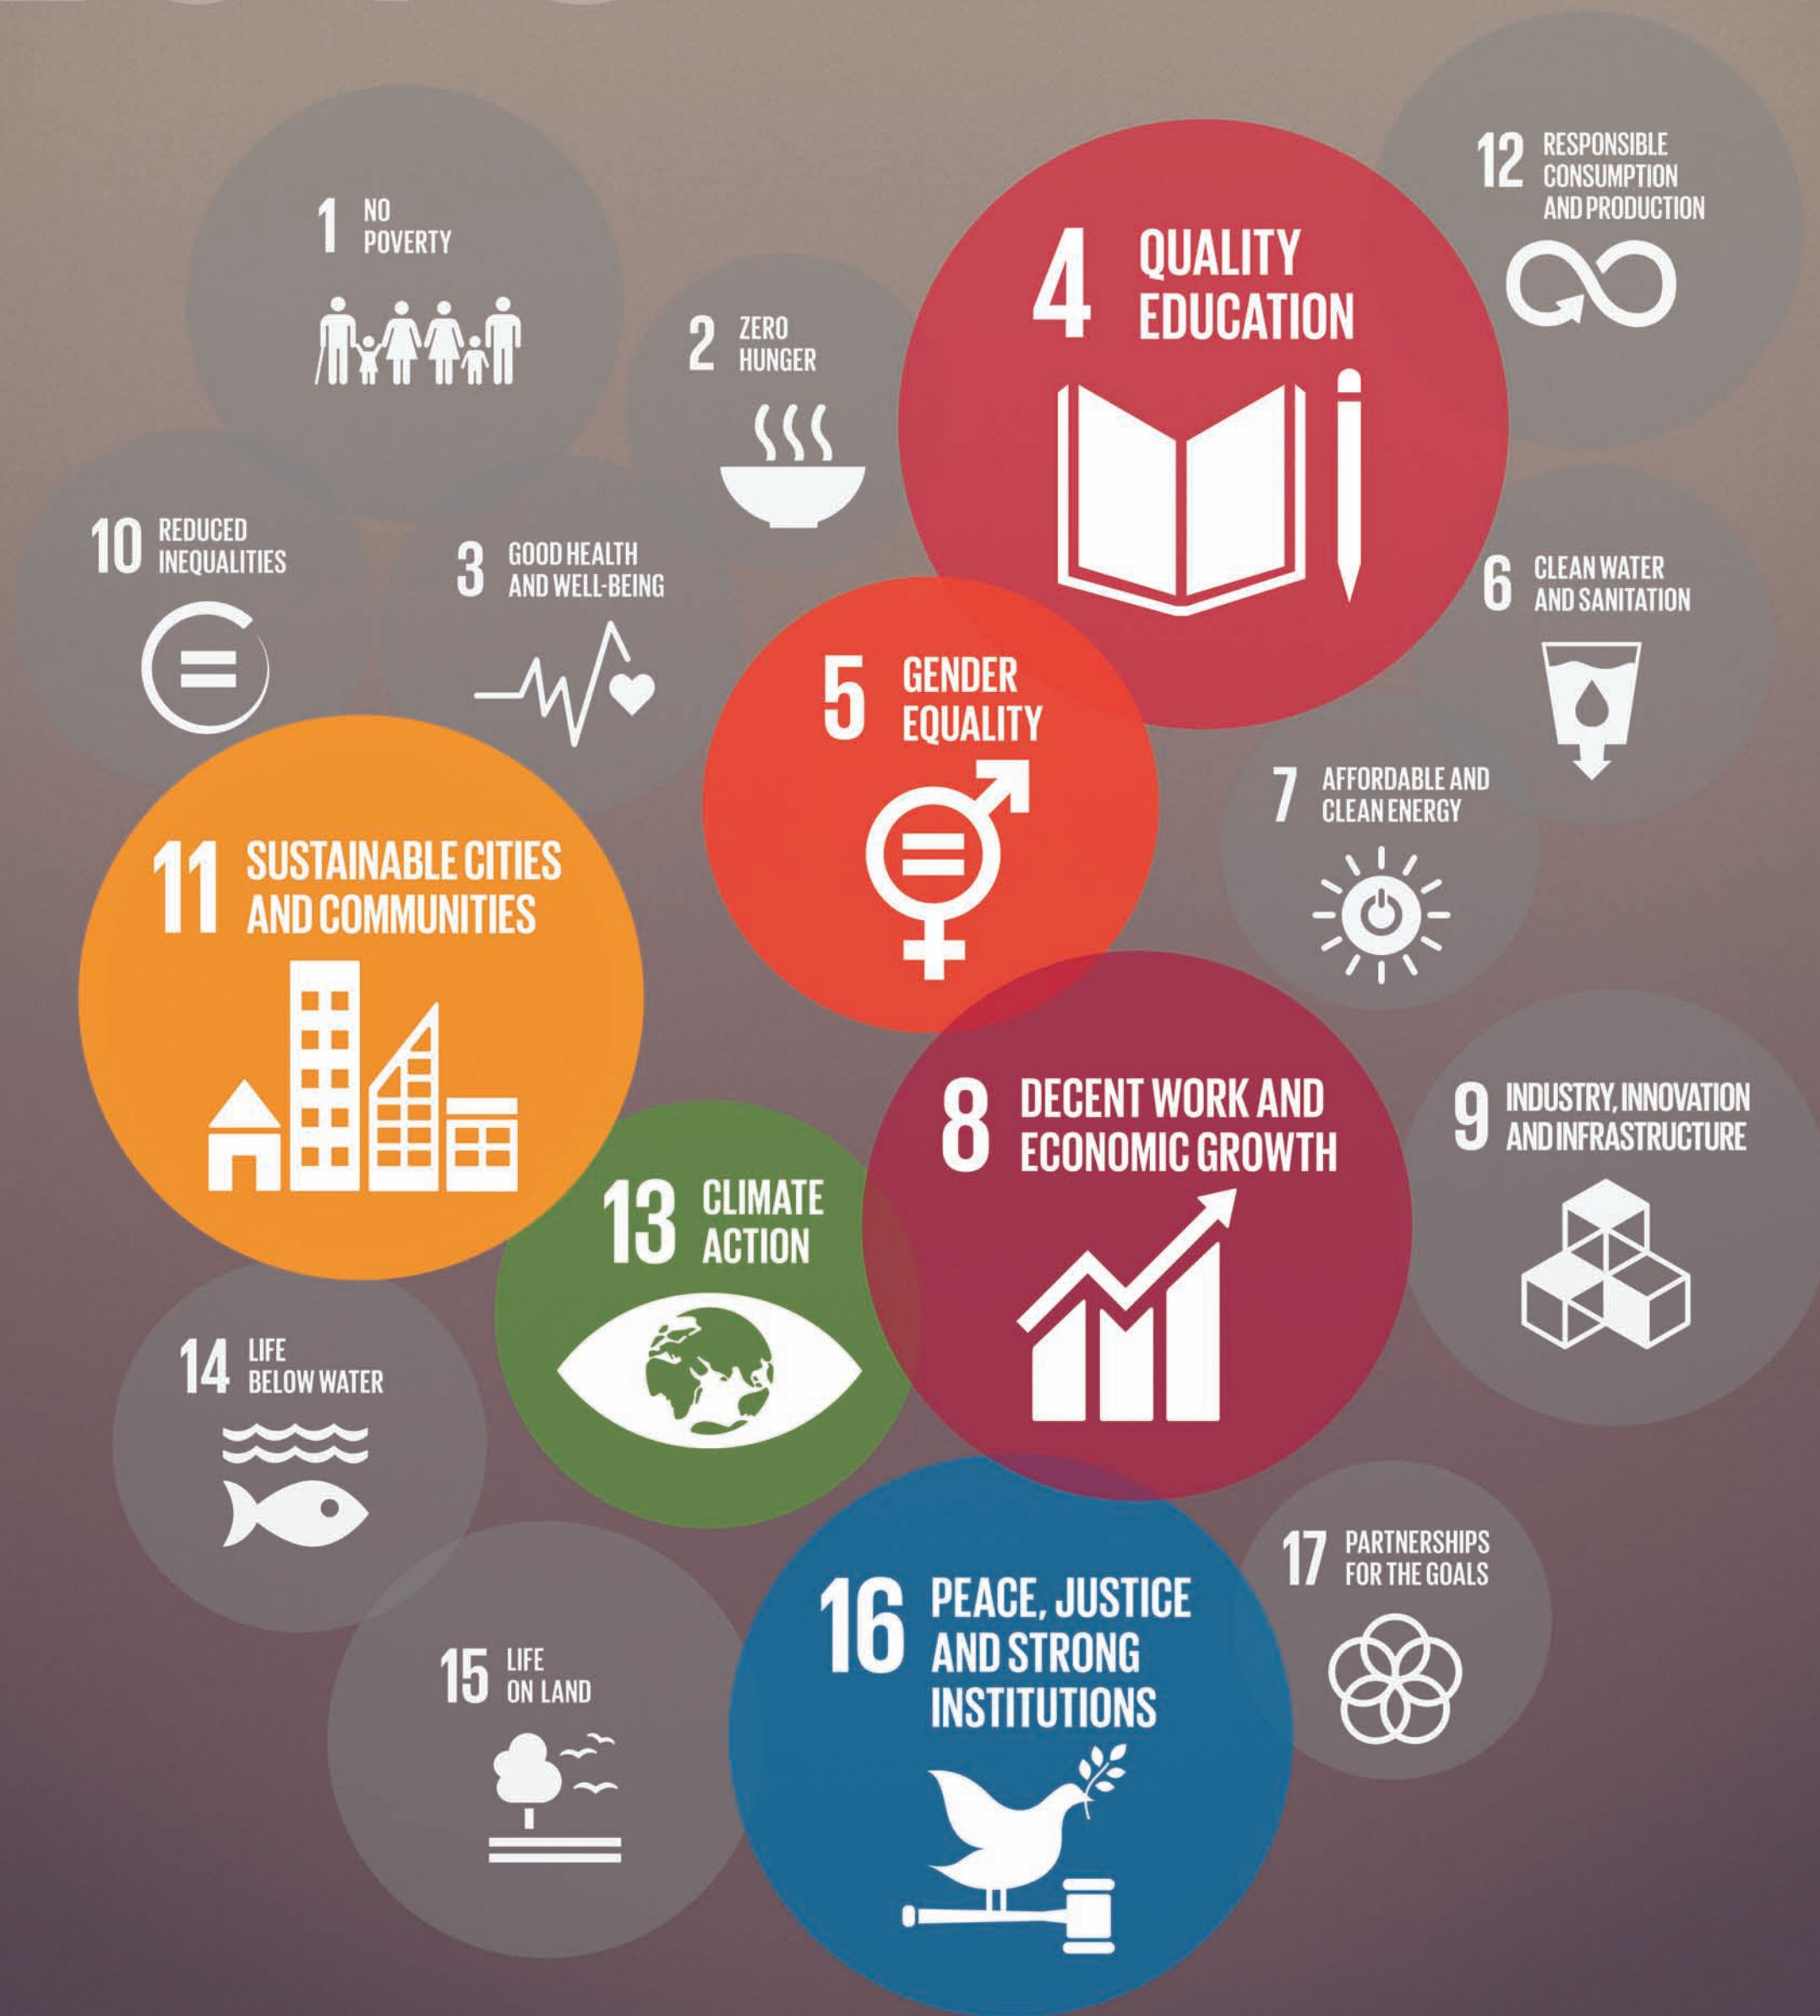 1 NO
POVERTY
2 ZERO
HUNGER
4 QUALITY
EDUCATION
12 RESPONSIBLE
CONSUMPTION
AND PRODUCTION
10 REDUCED
INEQUALITIES
3 GOOD HEALTH
AND WELL-BEING
6 CLEAN WATER
AND SANITATION
5 GENDER
EQUALITY
7 AFFORDABLE AND
CLEAN ENERGY
11 SUSTAINABLE CITIES
AND COMMUNITIES
8 DECENT WORK AND
ECONOMIC GROWTH
9 INDUSTRY, INNOVATION
AND INFRASTRUCTURE
13 CLIMATE
ACTION
14 LIFE
BELOW WATER
17 PARTNERSHIPS
FOR THE GOALS
16 PEACE, JUSTICE
AND STRONG
INSTITUTIONS
15 LIFE
ON LAND